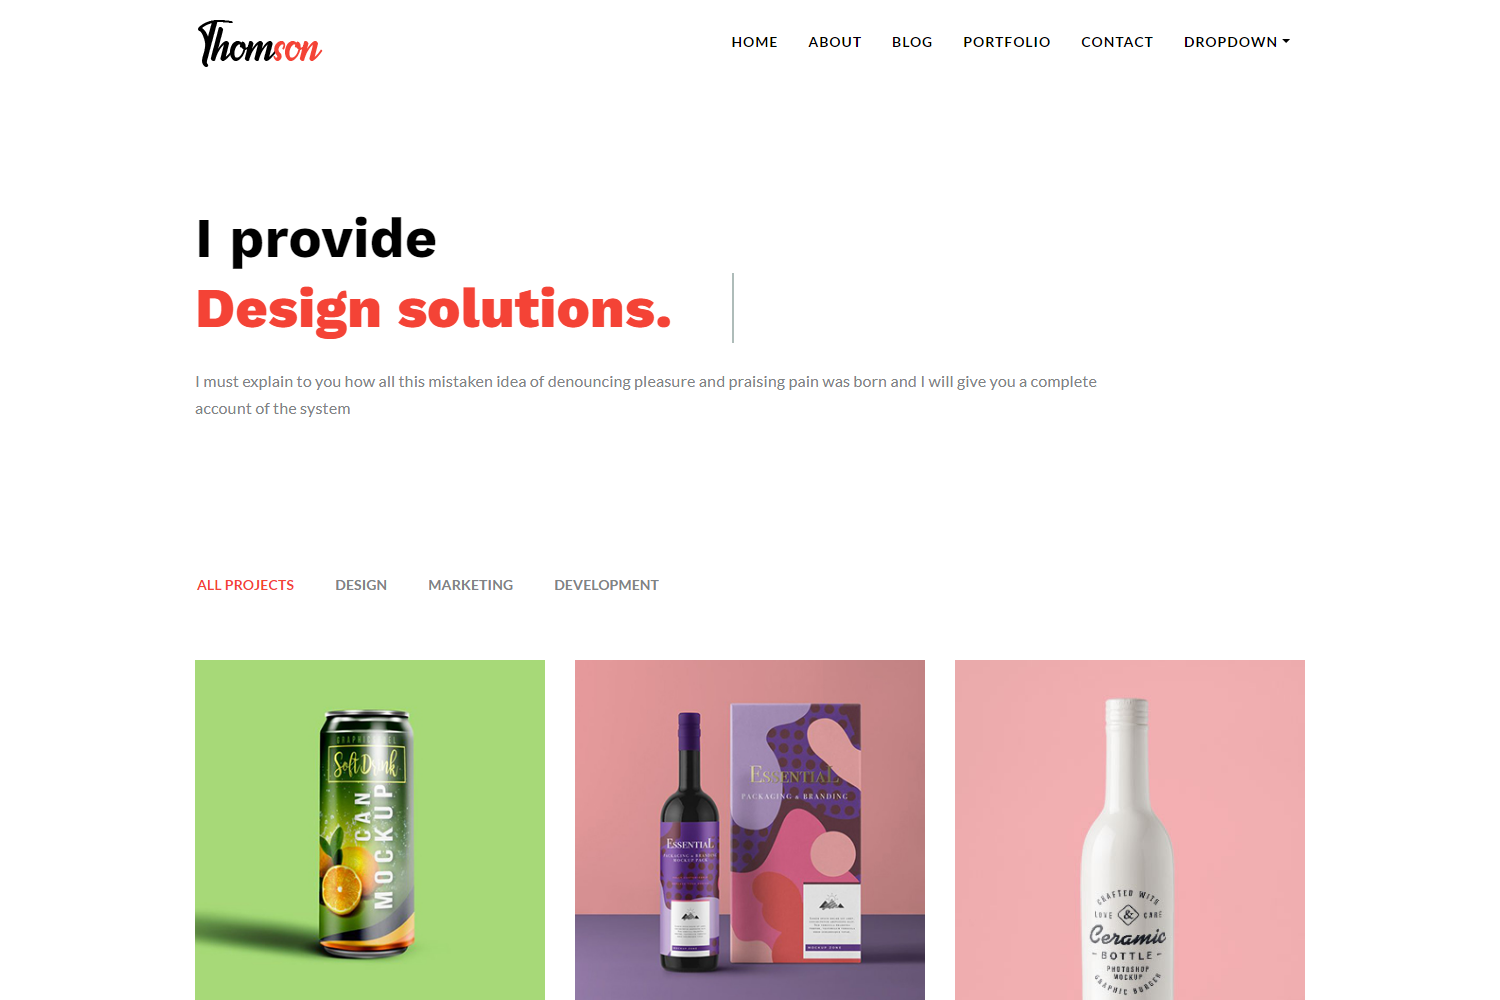 Thomson
HOME ABOUT BLOG PORTFOLIO CONTACT DROPDOWN
I provide
Design solutions.
I must explain to you how all this mistaken idea of denouncing pleasure and praising pain was born and I will give you a complete
account of the system
ALL PROJECTS DESIGN MARKETING DEVELOPMENT
Soft Drink
CAN
MOCKUP
ESSENTIAL
PACKAGING & BRANDING
ESSENTIAL
PACKAGING & BRANDING
MOCKUP PACK
MOCKUP ZONE
CRAFTED WITH
LOVE & CARE
Ceramic
BOTTLE
PHOTOSHOP
MOCKUP
GRAPHIC BURGER